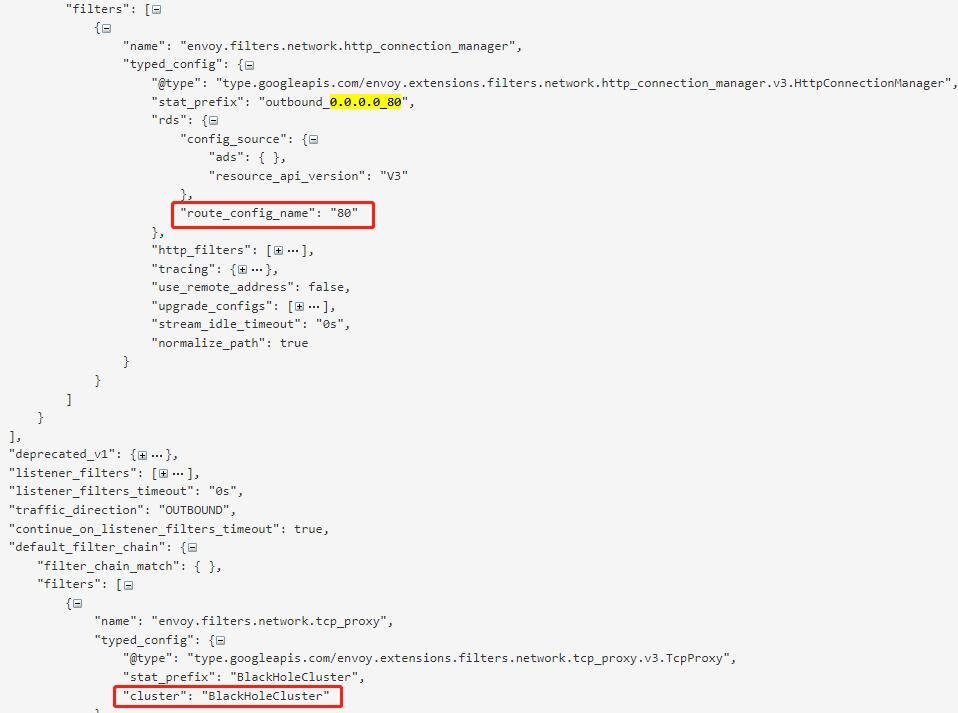 "filters": [
{
"name": "envoy.filters.network.http_connection_manager",
"typed_config": {
"@type": "type.googleapis.com/envoy.extensions.filters.network.http_connection_manager.v3.HttpConnectionManager",
"stat_prefix": "outbound_0.0.0.0_80",
"rds": {
"config_source": {
"ads": { },
"resource_api_version": "V3"
},
"route_config_name": "80"
},
"http_filters": [ ... ],
"tracing": { ... },
"use_remote_address": false,
"upgrade_configs": [ ... ],
"stream_idle_timeout": "0s",
"normalize_path": true
}
}
]
}
],
"deprecated_v1": { ... },
"listener_filters": [ ... ],
"listener_filters_timeout": "0s",
"traffic_direction": "OUTBOUND",
"continue_on_listener_filters_timeout": true,
"default_filter_chain": {
"filter_chain_match": { },
"filters": [
{
"name": "envoy.filters.network.tcp_proxy",
"typed_config": {
"@type": "type.googleapis.com/envoy.extensions.filters.network.tcp_proxy.v3.TcpProxy",
"stat_prefix": "BlackHoleCluster",
"cluster": "BlackHoleCluster"
}